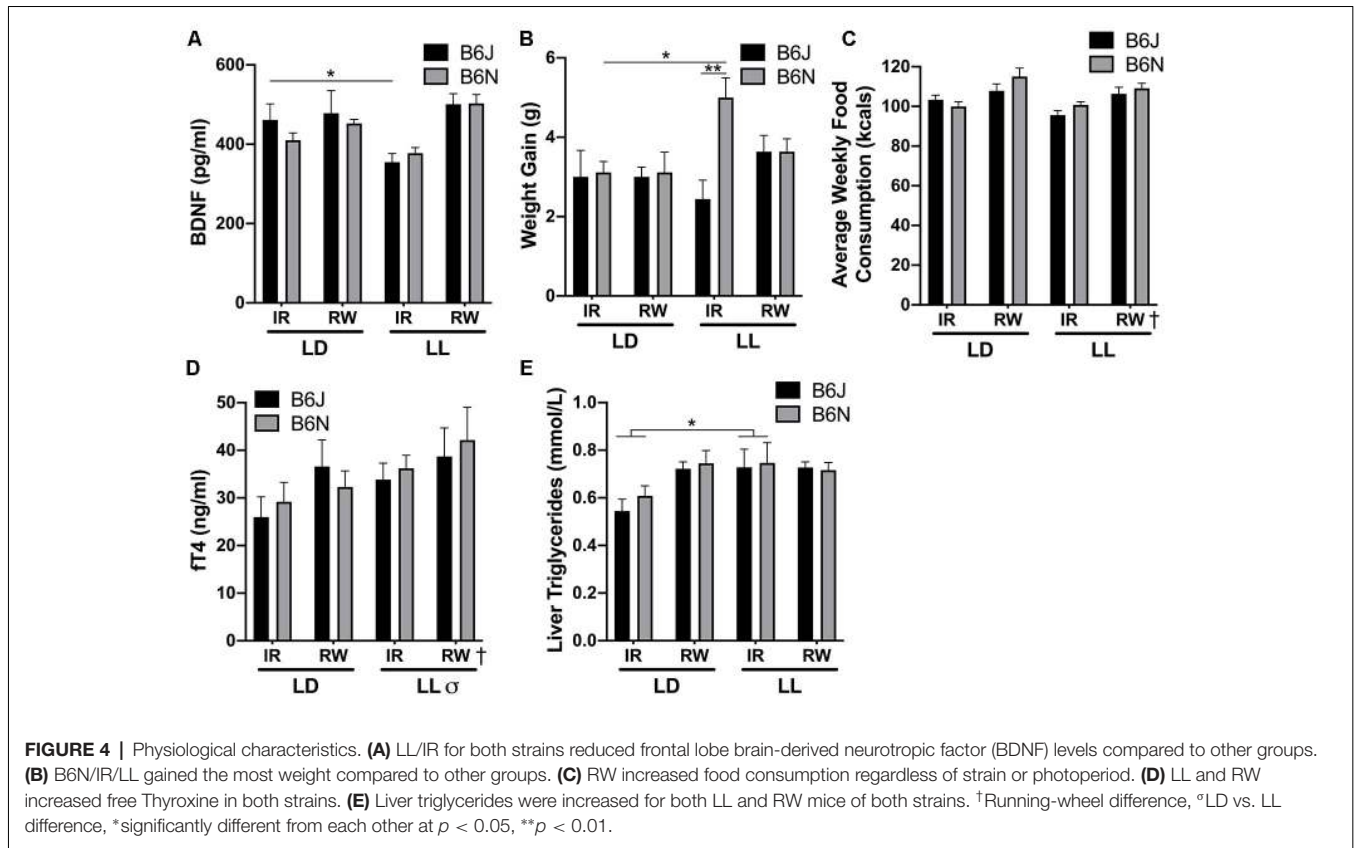 A
B6J
B6N
600
400
200
0
BDNF (pg/ml)
*
IR RW IR RW
LD LL
B
B6J
B6N
6
4
2
0
Weight Gain (g)
*
**
IR RW IR RW
LD LL
C
B6J
B6N
120
100
80
60
40
20
0
Average Weekly Food
Consumption (kcals)
IR RW IR RW †
LD LL
D
B6J
B6N
50
40
30
20
10
0
fT4 (ng/ml)
IR RW IR RW †
LD LL σ
E
B6J
B6N
1.0
0.8
0.6
0.4
0.2
0.0
Liver Triglycerides (mmol/L)
*
IR RW IR RW
LD LL
FIGURE 4 | Physiological characteristics. (A) LL/IR for both strains reduced frontal lobe brain-derived neurotropic factor (BDNF) levels compared to other groups.
(B) B6N/IR/LL gained the most weight compared to other groups. (C) RW increased food consumption regardless of strain or photoperiod. (D) LL and RW
increased free Thyroxine in both strains. (E) Liver triglycerides were increased for both LL and RW mice of both strains. †Running-wheel difference, σLD vs. LL
difference, *significantly different from each other at p < 0.05, **p < 0.01.